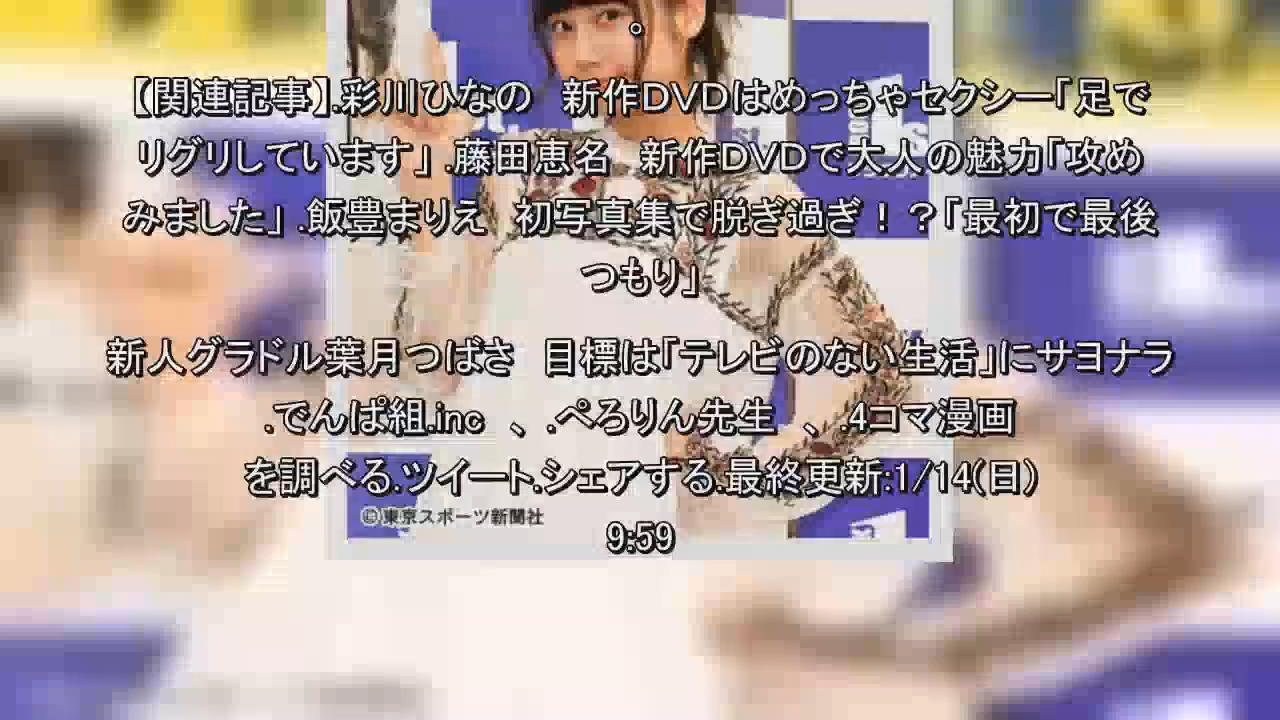 。
【関連記事】.彩川ひなの　新作ＤＶＤはめっちゃセクシー「足で
リグリしています」 .藤田恵名　新作ＤＶＤで大人の魅力「攻め
みました」 .飯豊まりえ　初写真集で脱ぎ過ぎ！？「最初で最後
つもり」
新人グラドル葉月つばさ　目標は「テレビのない生活」にサヨナラ
.でんぱ組.inc　、.ぺろりん先生　、.4コマ漫画
を調べる.ツイート.シェアする.最終更新:1/14(日)
9:59
©東京スポーツ新聞社